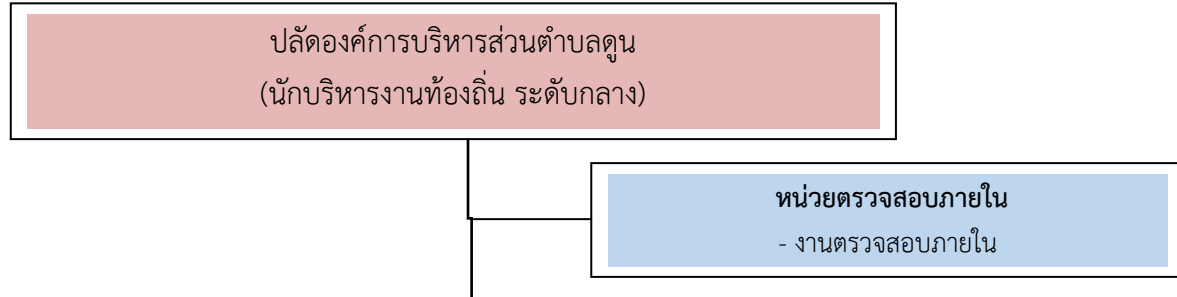 ปลัดองค์การบริหารส่วนตำบลดูน
(นักบริหารงานท้องถิ่น ระดับกลาง)
หน่วยตรวจสอบภายใน
- งานตรวจสอบภายใน